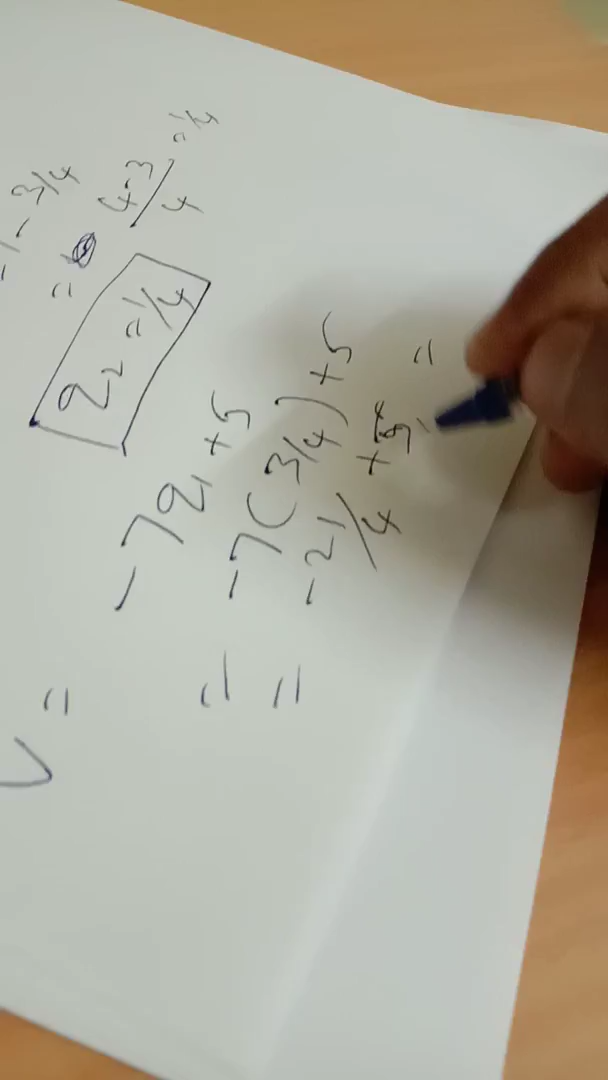 = 1 - 3/4
= 4-3/4 = 1/4
q2 = 1/4
V = -7q1 + 5
= -7(3/4) + 5
= -21/4 + 5
=